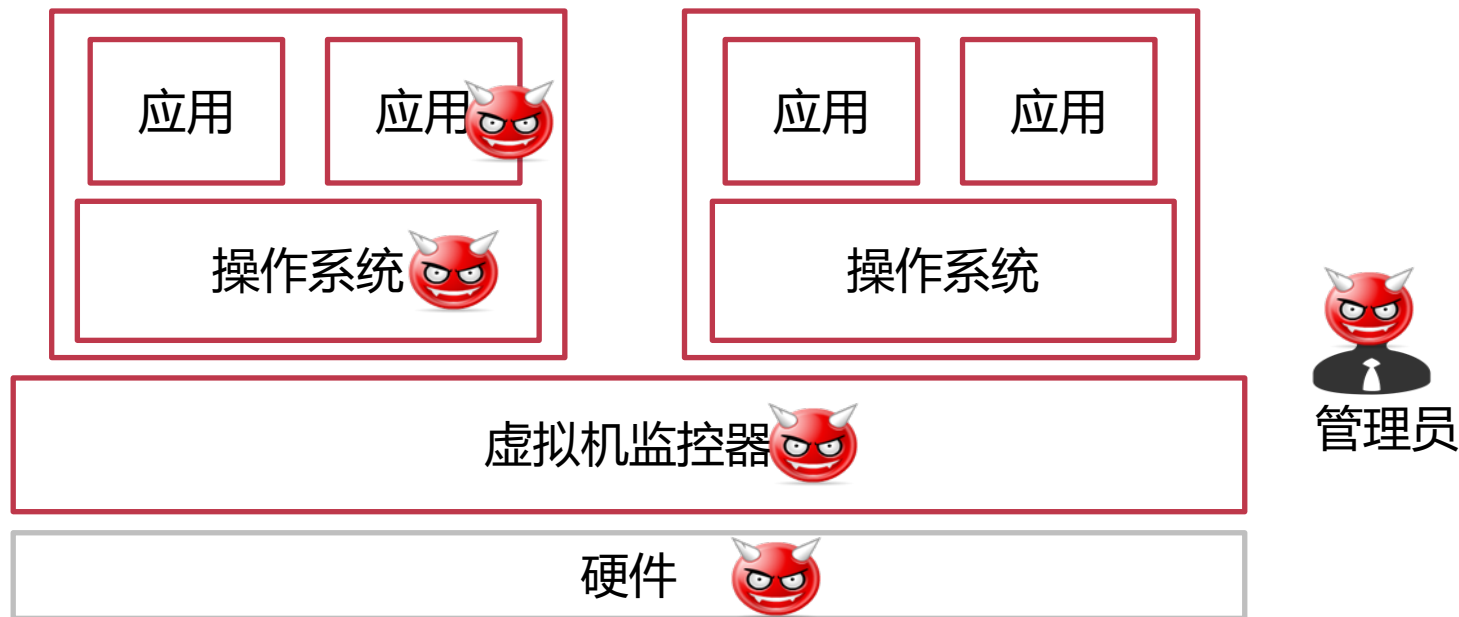 应用
应用
应用
应用
操作系统
操作系统
虚拟机监控器
管理员
硬件